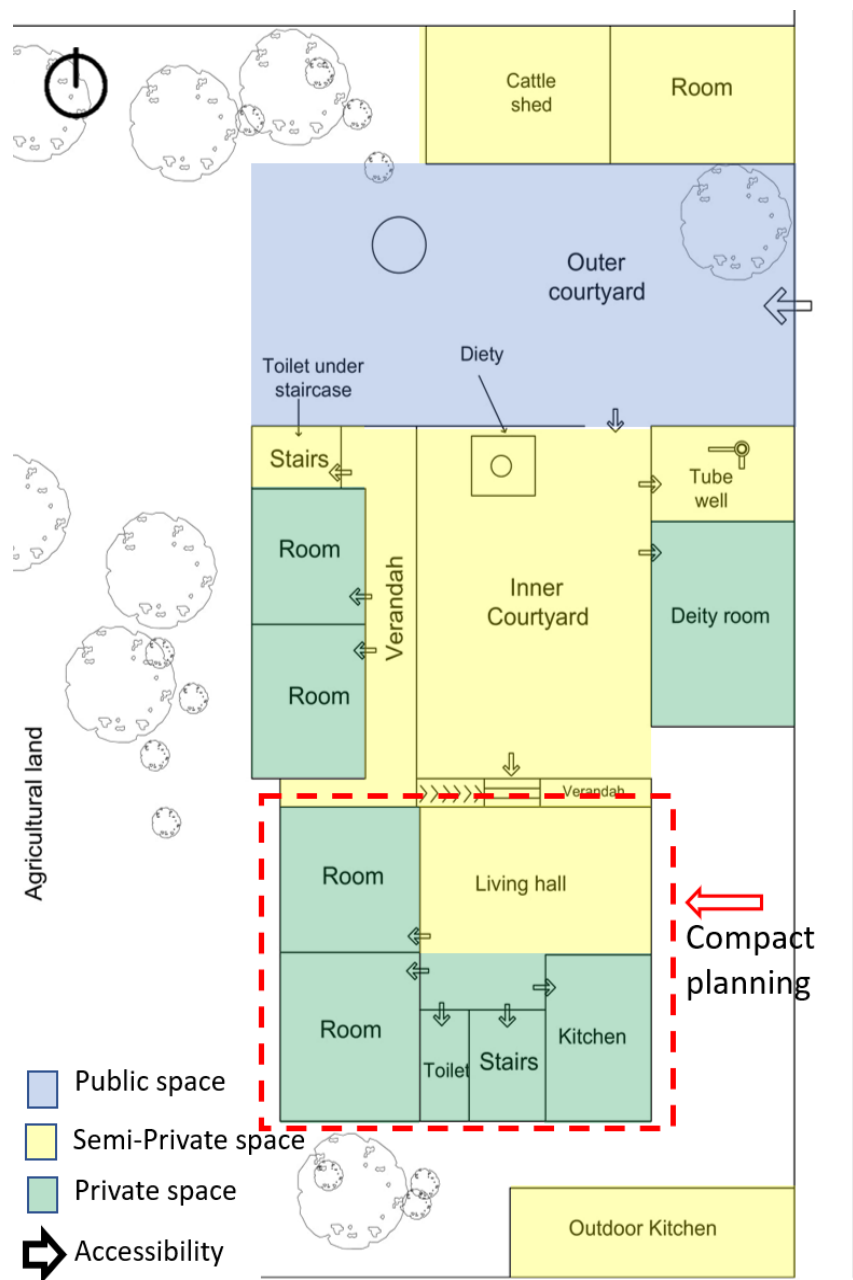 Cattle
shed
Room
Outer
courtyard
Diety
Toilet under
staircase
Stairs
Tube
well
Room
Verandah
Inner
Courtyard
Deity room
Room
Agricultural land
Verandah
Room
Living hall
Compact
planning
Room
Toilet
Stairs
Kitchen
Public space
Semi-Private space
Private space
Accessibility
Outdoor Kitchen